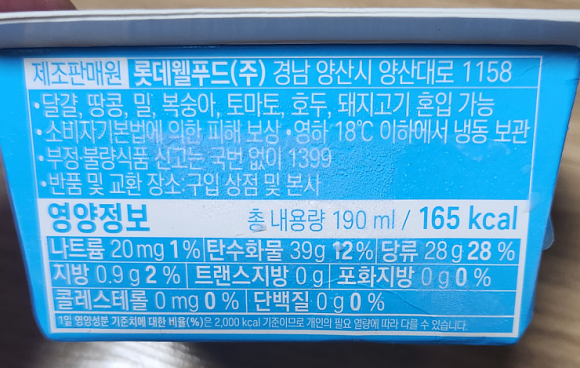 제조판매원 롯데웰푸드(주) 경남 양산시 양산대로 1158
•달걀, 땅콩, 밀, 복숭아, 토마토, 호두, 돼지고기 혼입 가능
•소비자기본법에 의한 피해 보상 •영하 18℃ 이하에서 냉동 보관
•부정·불량식품 신고는 국번 없이 1399
•반품 및 교환 장소:구입 상점 및 본사
영양정보 총 내용량 190 ml / 165 kcal
나트륨 20 mg 1 % 탄수화물 39 g 12 % 당류 28 g 28 %
지방 0.9 g 2 % 트랜스지방 0 g 포화지방 0 g 0 %
콜레스테롤 0 mg 0 % 단백질 0 g 0 %
1일 영양성분 기준치에 대한 비율(%)은 2,000 kcal 기준이므로 개인의 필요 열량에 따라 다를 수 있습니다.